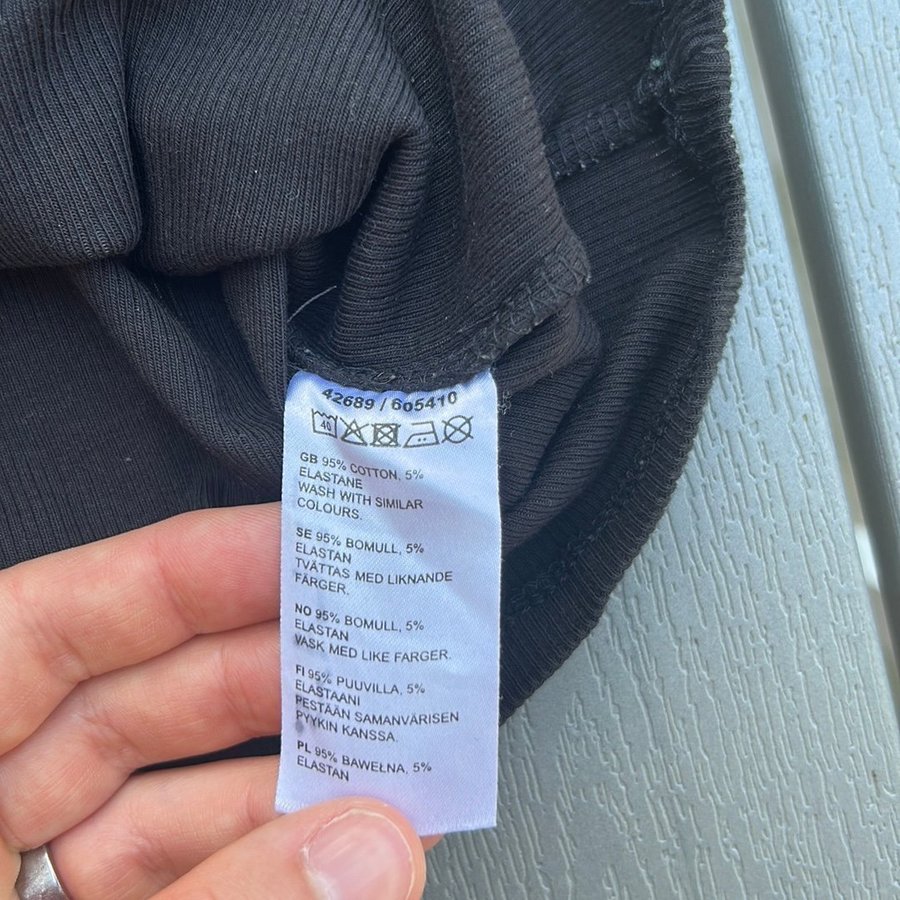 42689 / 605410
40
GB 95% COTTON, 5%
ELASTANE
WASH WITH SIMILAR
COLOURS.
SE 95% BOMULL, 5%
ELASTAN
TVÄTTAS MED LIKNANDE
FÄRGER.
NO 95% BOMULL, 5%
ELASTAN
VASK MED LIKE FARGER.
FI 95% PUUVILLA, 5%
ELASTAANI
PESTÄÄN SAMANVÄRISEN
PYYKIN KANSSA.
PL 95% BAWEŁNA, 5%
ELASTAN